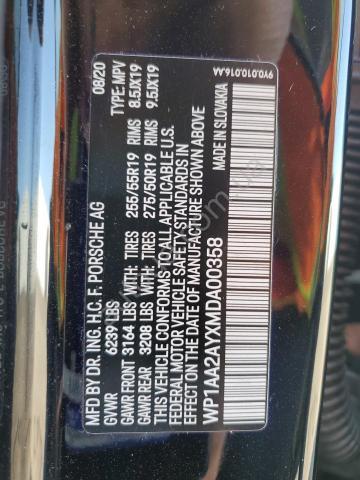 MFD BY DR. ING. H.C. F. PORSCHE AG 08/20
GVWR 6239 LBS TYPE: MPV
GAWR FRONT 3164 LBS WITH TIRES 255/55R19 RIMS 8.5JX19
GAWR REAR 3208 LBS WITH TIRES 275/50R19 RIMS 9.5JX19
THIS VEHICLE CONFORMS TO ALL APPLICABLE U.S.
FEDERAL MOTOR VEHICLE SAFETY STANDARDS IN
EFFECT ON THE DATE OF MANUFACTURE SHOWN ABOVE
WP1AA2AYXMDA00358 MADE IN SLOVAKIA
9Y0.010.016.AA